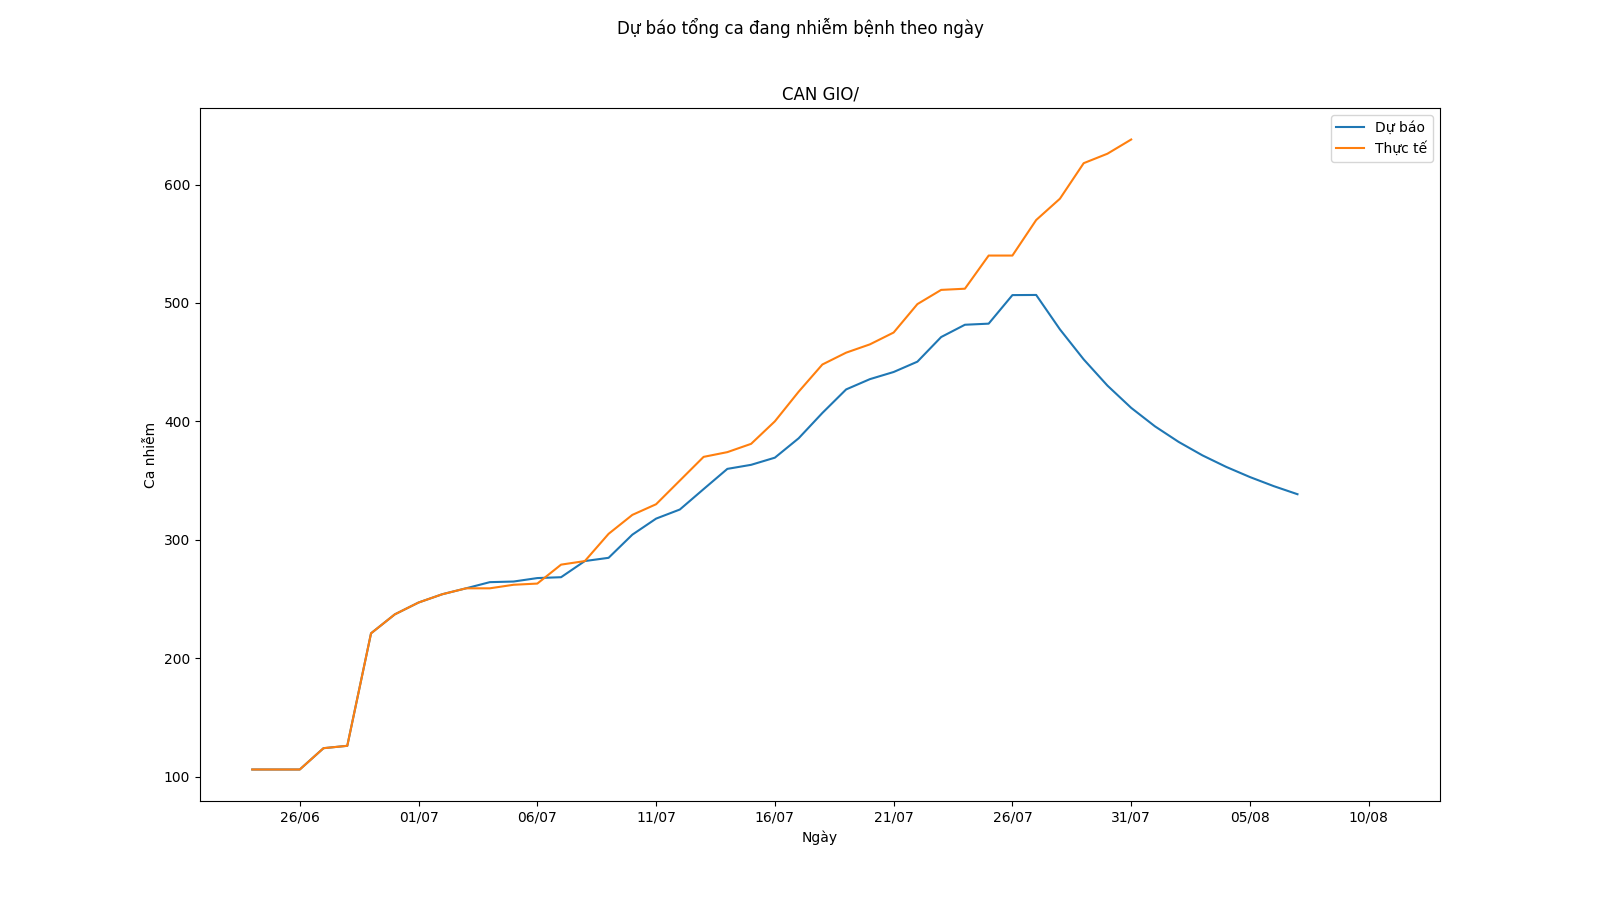 Dự báo tổng ca đang nhiễm bệnh theo ngày
CAN GIO/
Dự báo
Thực tế
600
500
400
300
200
100
Ca nhiễm
26/06 01/07 06/07 11/07 16/07 21/07 26/07 31/07 05/08 10/08
Ngày